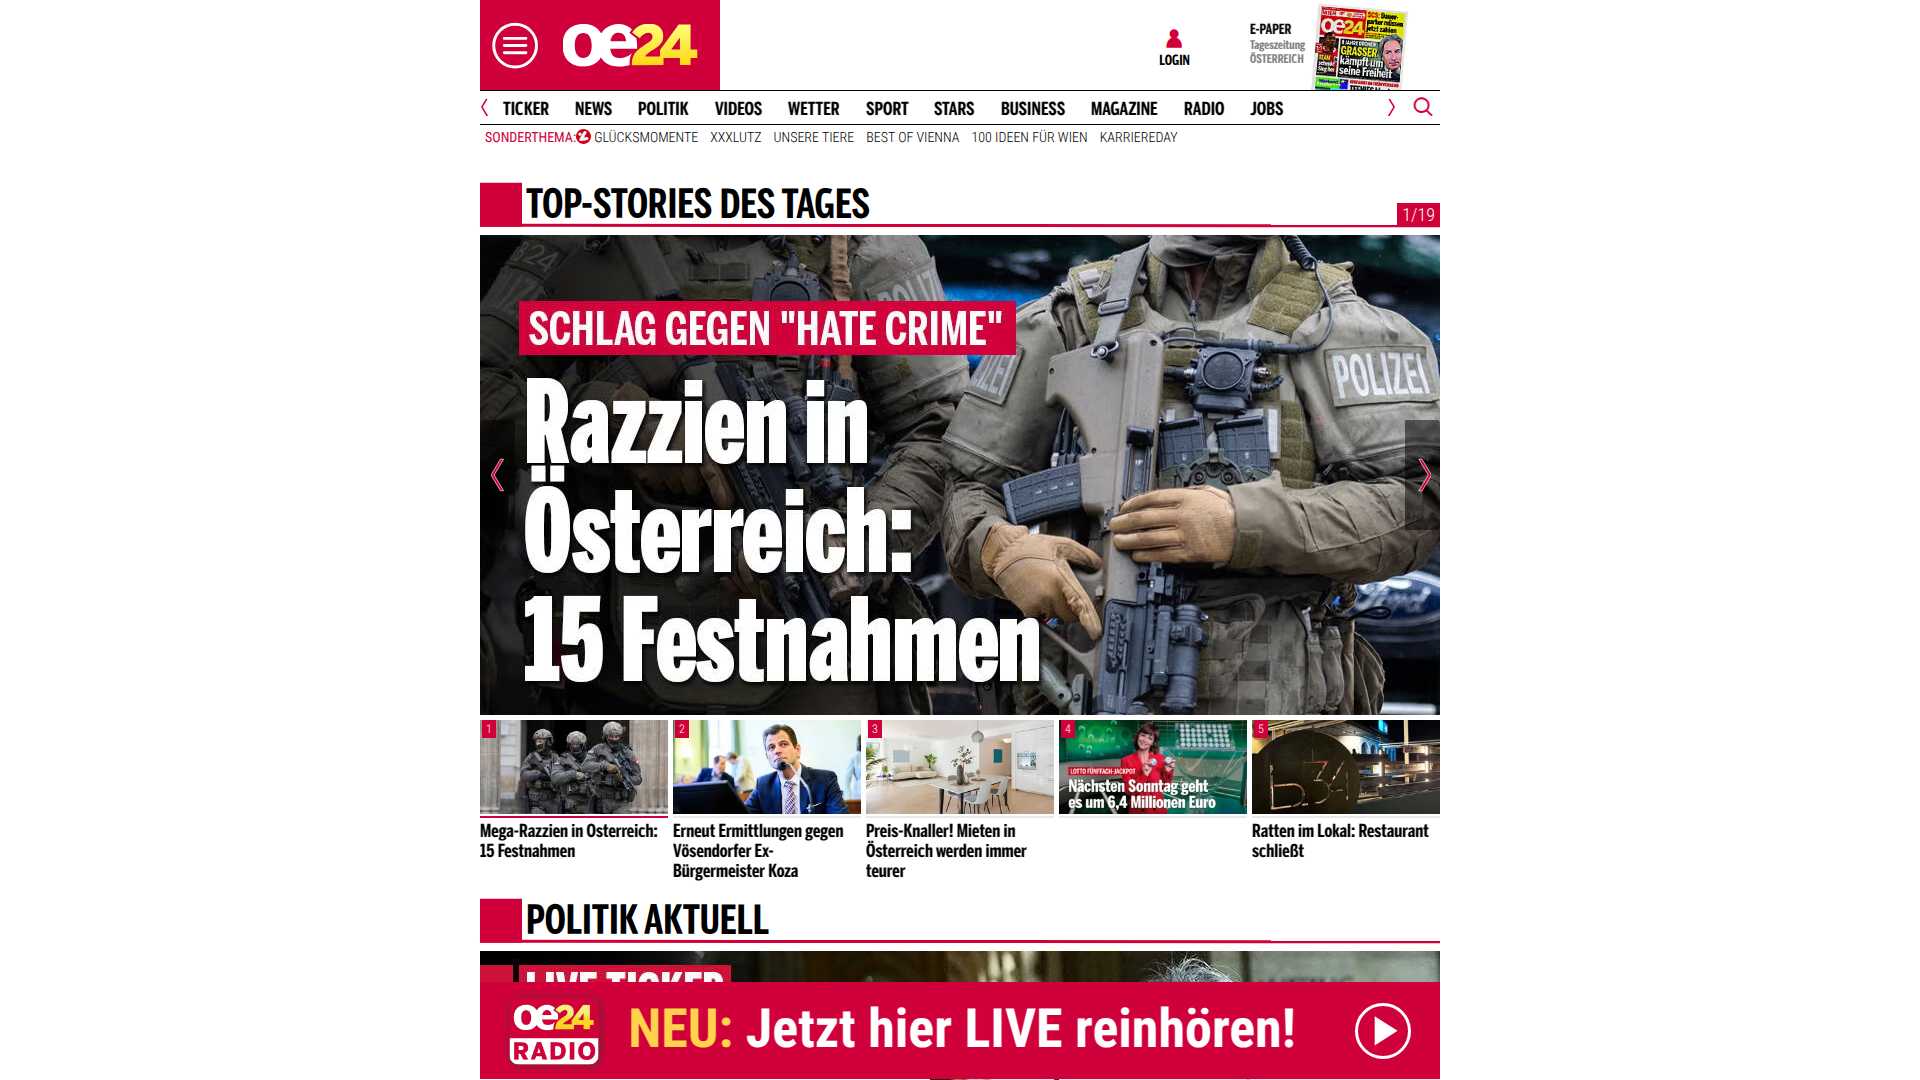 oe24
LOGIN
E-PAPER
Tageszeitung
ÖSTERREICH
oe24
GRASSER
kämpft um
seine Freiheit
TICKER NEWS POLITIK VIDEOS WETTER SPORT STARS BUSINESS MAGAZINE RADIO JOBS
SONDERTHEMA: GLÜCKSMOMENTE XXXLUTZ UNSERE TIERE BEST OF VIENNA 100 IDEEN FÜR WIEN KARRIEREDAY
TOP-STORIES DES TAGES
1/19
POLIZEI
SCHLAG GEGEN "HATE CRIME"
Razzien in
Österreich:
15 Festnahmen
1
2
3
4
5
LOTTO FÜNFFACH-JACKPOT
Nächsten Sonntag geht
es um 6,4 Millionen Euro
b.34
Mega-Razzien in Österreich:
15 Festnahmen
Erneut Ermittlungen gegen
Vösendorfer Ex-
Bürgermeister Koza
Preis-Knaller! Mieten in
Österreich werden immer
teurer
Ratten im Lokal: Restaurant
schließt
POLITIK AKTUELL
LIVE-TICKER
oe24
RADIO
NEU: Jetzt hier LIVE reinhören!